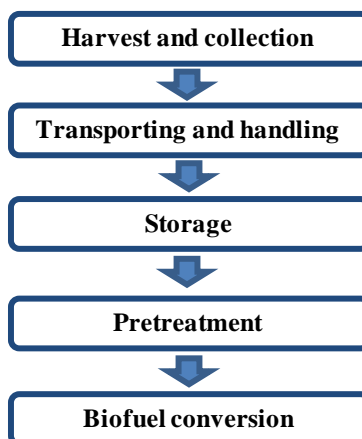 Harvest and collection
Transporting and handling
Storage
Pretreatment
Biofuel conversion